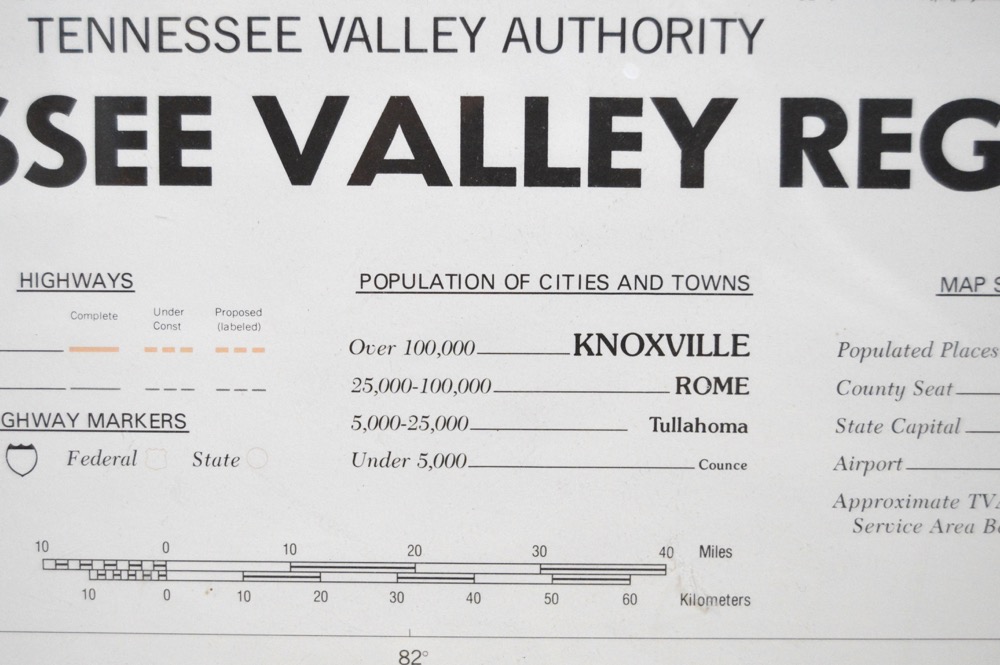 TENNESSEE VALLEY AUTHORITY
SSEE VALLEY REG
HIGHWAYS
Complete
Under
Const
Proposed
(labeled)
GHWAY MARKERS
Federal
State
POPULATION OF CITIES AND TOWNS
Over 100,000 KNOXVILLE
25,000-100,000 ROME
5,000-25,000 Tullahoma
Under 5,000 Counce
MAP S
Populated Places
County Seat
State Capital
Airport
Approximate TVA
Service Area Bo
10 0 10 20 30 40 Miles
10 0 10 20 30 40 50 60 Kilometers
82°